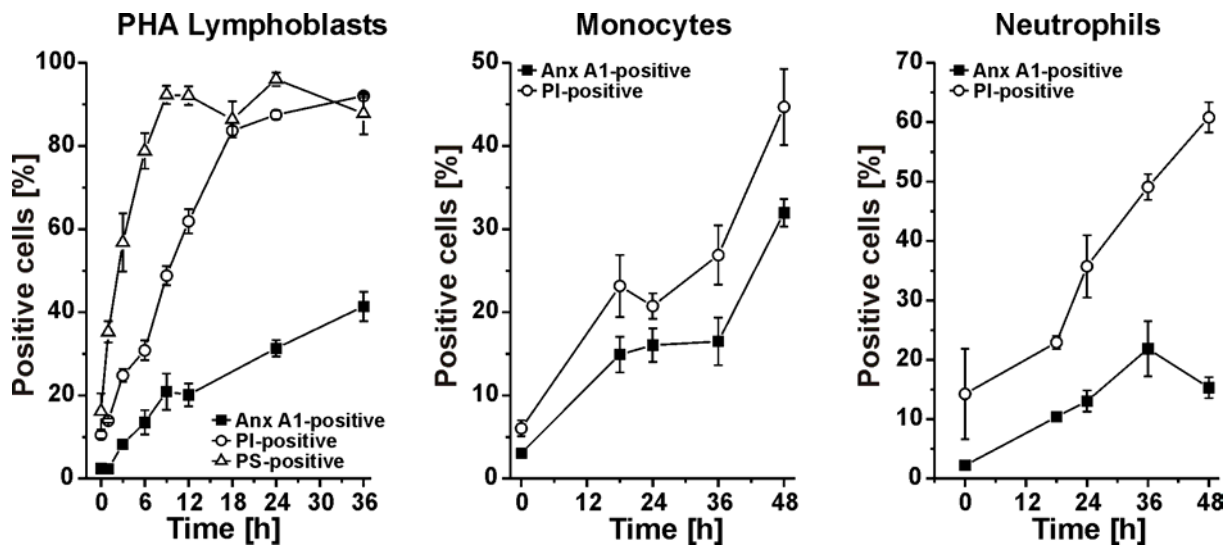 PHA Lymphoblasts
Positive cells [%]
100
80
60
40
20
0
Anx A1-positive
PI-positive
PS-positive
0 6 12 18 24 30 36
Time [h]
Monocytes
Positive cells [%]
50
40
30
20
10
0
Anx A1-positive
PI-positive
0 12 24 36 48
Time [h]
Neutrophils
Positive cells [%]
70
60
50
40
30
20
10
0
Anx A1-positive
PI-positive
0 12 24 36 48
Time [h]